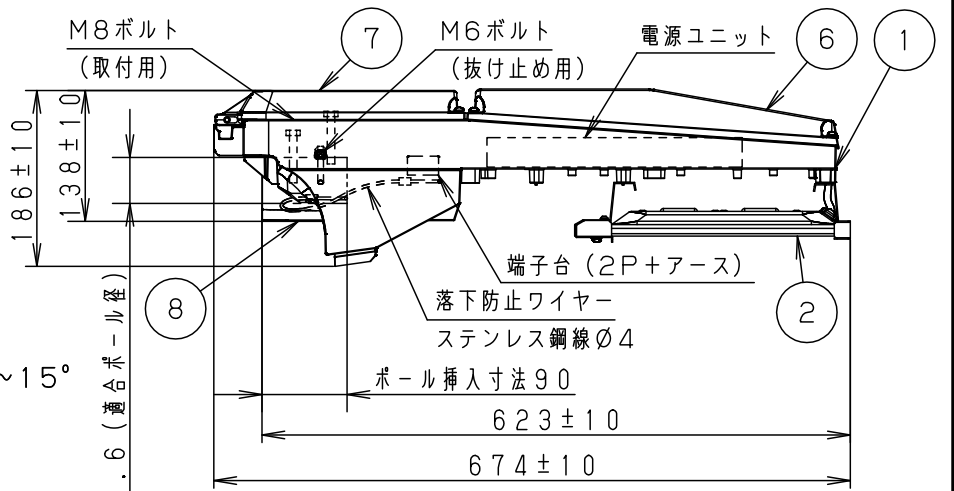 M8ボルト
(取付用)
7
M6ボルト
(抜け止め用)
電源ユニット
6
1
186±10
138±10
端子台 (2P+アース)
落下防止ワイヤー
ステンレス鋼線Ø4
8
2
~15°
.6 (適合ポール径)
ポール挿入寸法90
623±10
674±10